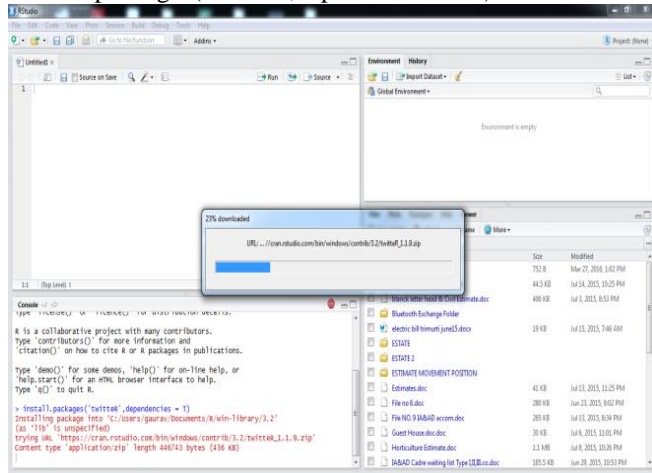 RStudio
File Edit Code View Plots Session Build Debug Tools Help
Go to file/function
Addins
Project: (None)
Untitled1
Source on Save
Run
Source
1
1:1
(Top Level)
Console ~/
R is a collaborative project with many contributors.
Type 'contributors()' for more information and
'citation()' on how to cite R or R packages in publications.
Type 'demo()' for some demos, 'help()' for on-line help, or
'help.start()' for an HTML browser interface to help.
Type 'q()' to quit R.
> install.packages('twitteR',dependencies = T)
Installing package into 'C:/Users/gaurav/Documents/R/win-library/3.2'
(as 'lib' is unspecified)
trying URL 'https://cran.rstudio.com/bin/windows/contrib/3.2/twitteR_1.1.9.zip'
Content type 'application/zip' length 446743 bytes (436 KB)
23% downloaded
URL: ...//cran.rstudio.com/bin/windows/contrib/3.2/twitteR_1.1.9.zip
Environment History
Import Dataset
List
Global Environment
Environment is empty
More
Size Modified
752 B Mar 27, 2016, 1:02 PM
44.5 KB Jul 14, 2015, 10:25 PM
blanck letter head & Civil Estimate.doc 406 KB Jul 3, 2015, 8:53 PM
Bluetooth Exchange Folder
electric bill trimurti june15.docx 19 KB Jul 15, 2015, 7:46 AM
ESTATE
ESTATE 2
ESTIMATE MOVEMENT POSITION
Estimates.doc 41 KB Jul 13, 2015, 11:25 PM
File no 6.doc 280 KB Jun 23, 2015, 9:02 PM
File NO. 9 IA&AD accom.doc 265 KB Jul 13, 2015, 8:34 PM
Guest House.doc.doc 30 KB Jul 6, 2015, 11:01 PM
Horticulture Estimate.doc 1.1 MB Jul 8, 2015, 10:26 PM
IA&AD Cadre waiting list Type I,II,III.co.doc 185.5 KB Jun 29, 2015, 10:53 PM